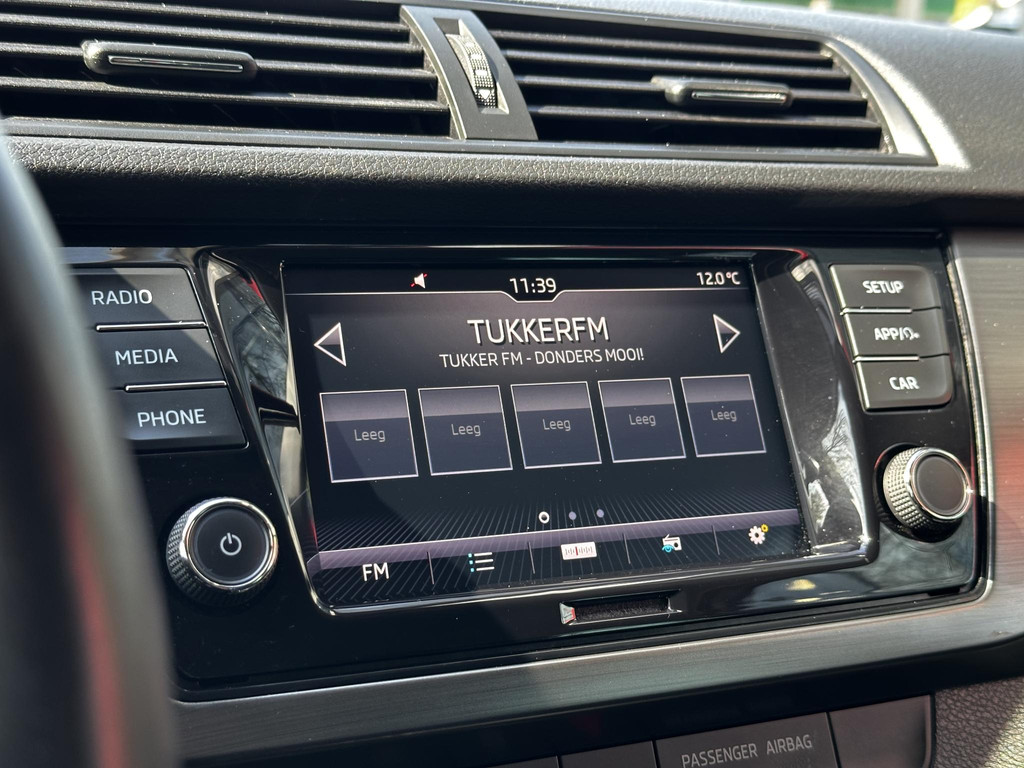 RADIO
MEDIA
PHONE
11:39
12.0°C
TUKKERFM
TUKKER FM - DONDERS MOOI!
Leeg
Leeg
Leeg
Leeg
Leeg
FM
SETUP
APP/
CAR
PASSENGER AIRBAG